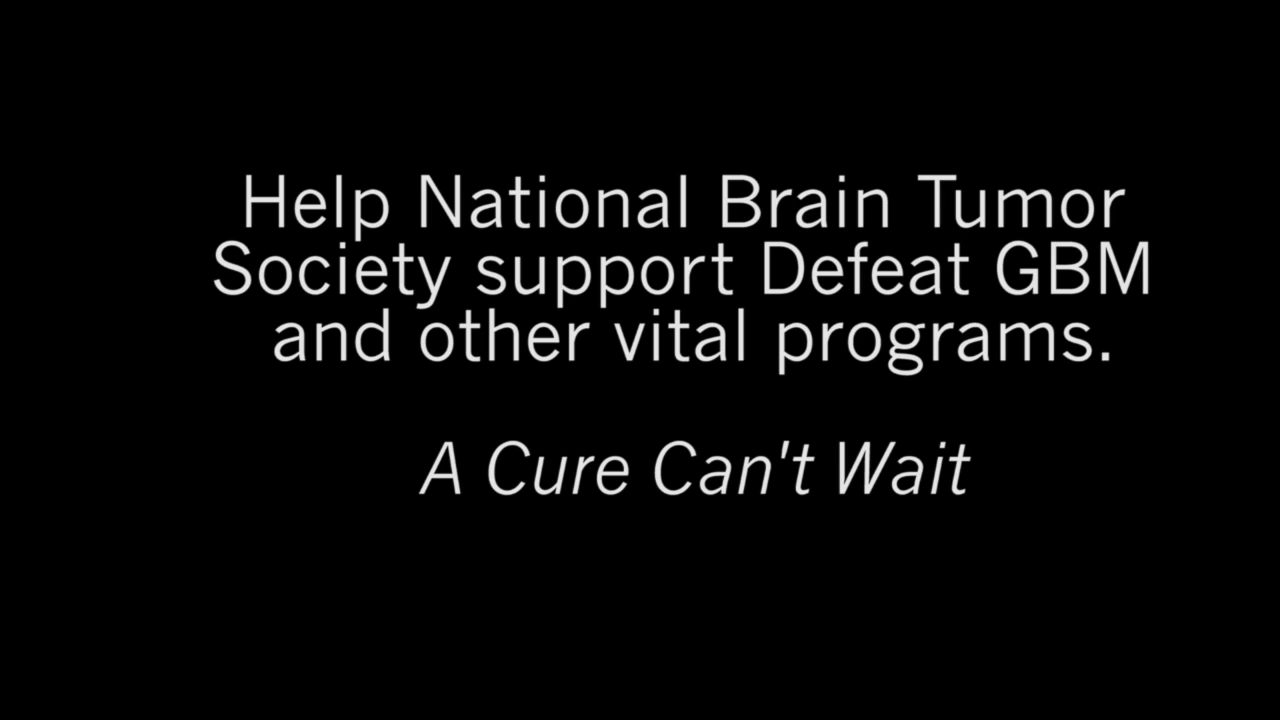 Help National Brain Tumor
Society support Defeat GBM
and other vital programs.
A Cure Can't Wait